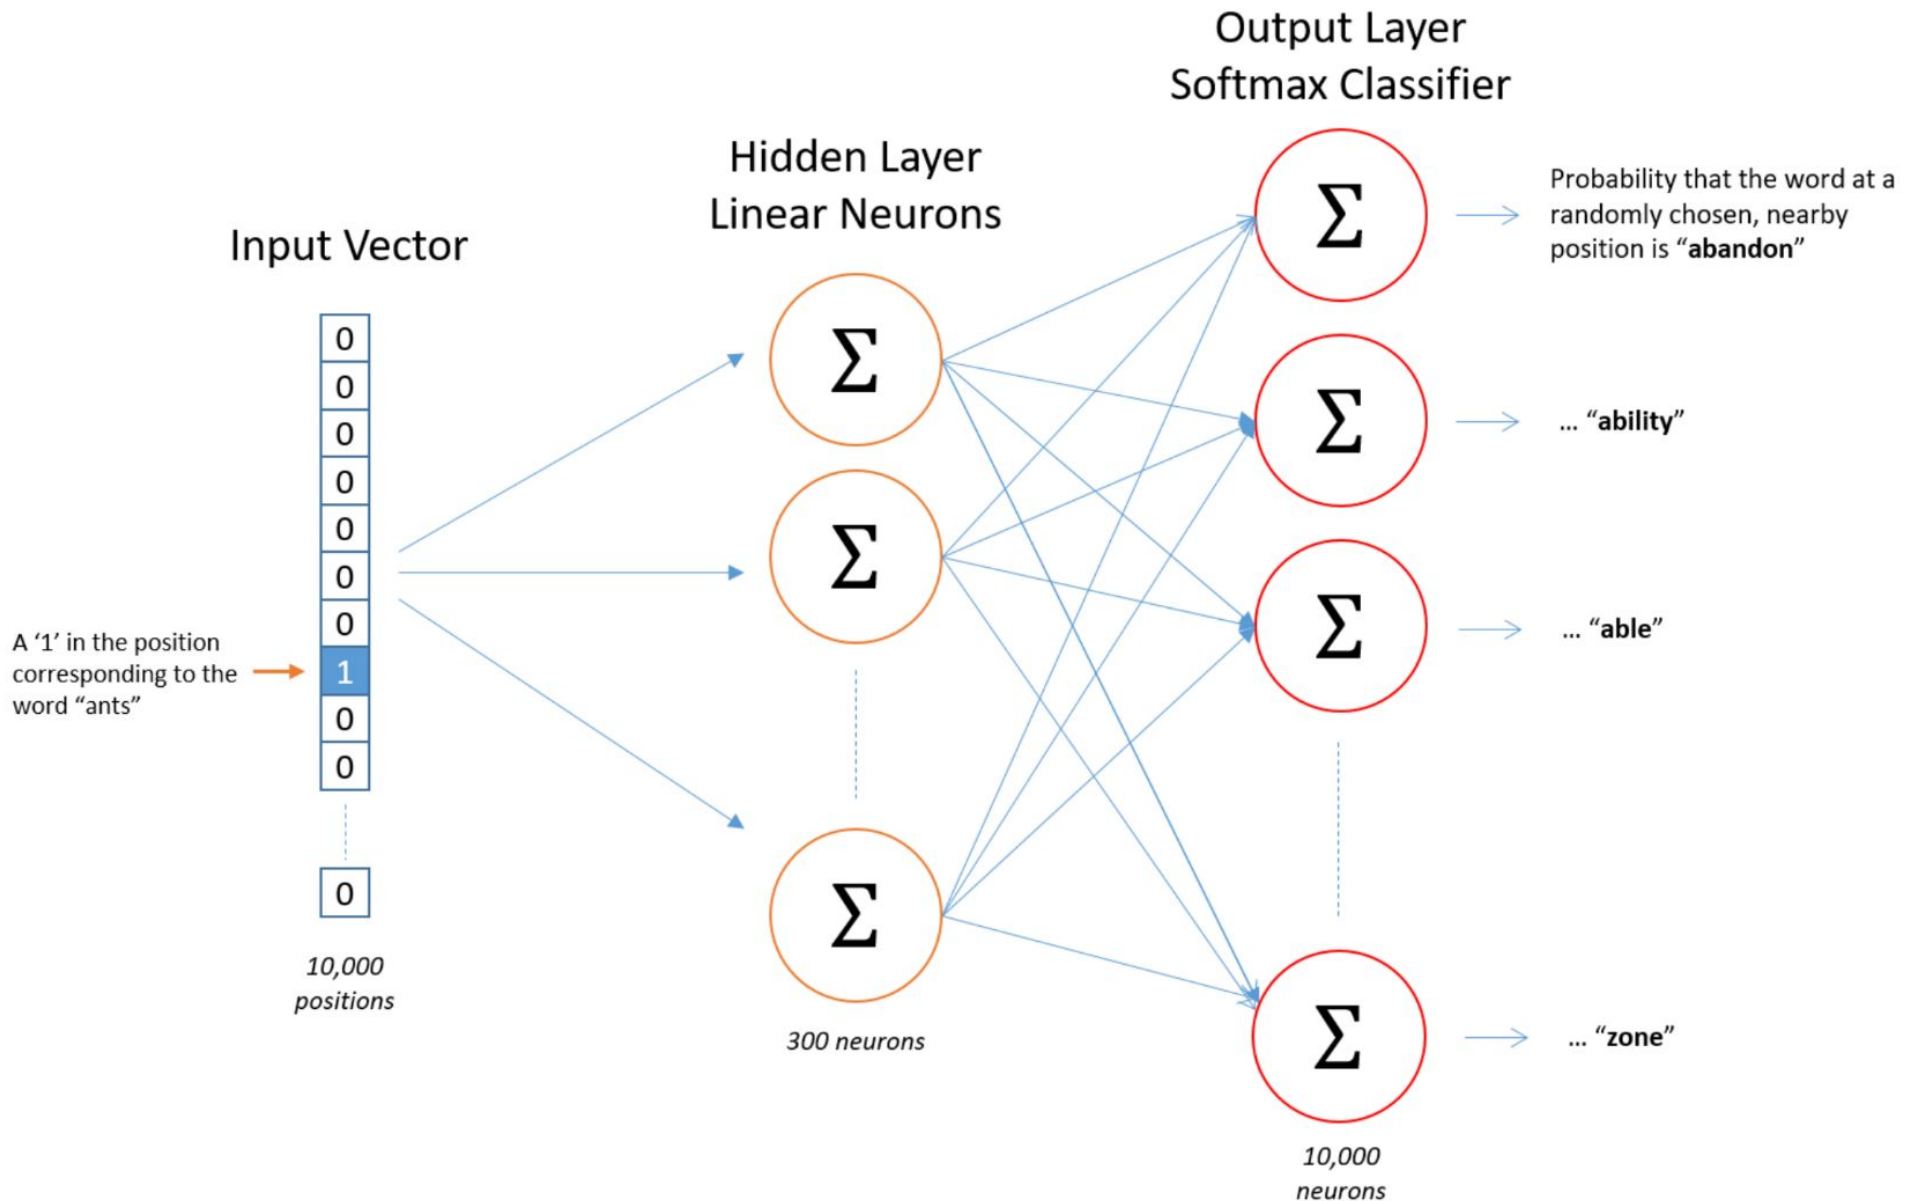 Output Layer
Softmax Classifier
Hidden Layer
Linear Neurons
Input Vector
0
0
0
0
0
0
0
1
0
0
0
A ‘1’ in the position
corresponding to the
word “ants”
10,000
positions
Σ
Σ
Σ
300 neurons
Σ
Σ
Σ
Σ
10,000
neurons
Probability that the word at a
randomly chosen, nearby
position is “abandon”
... “ability”
... “able”
... “zone”